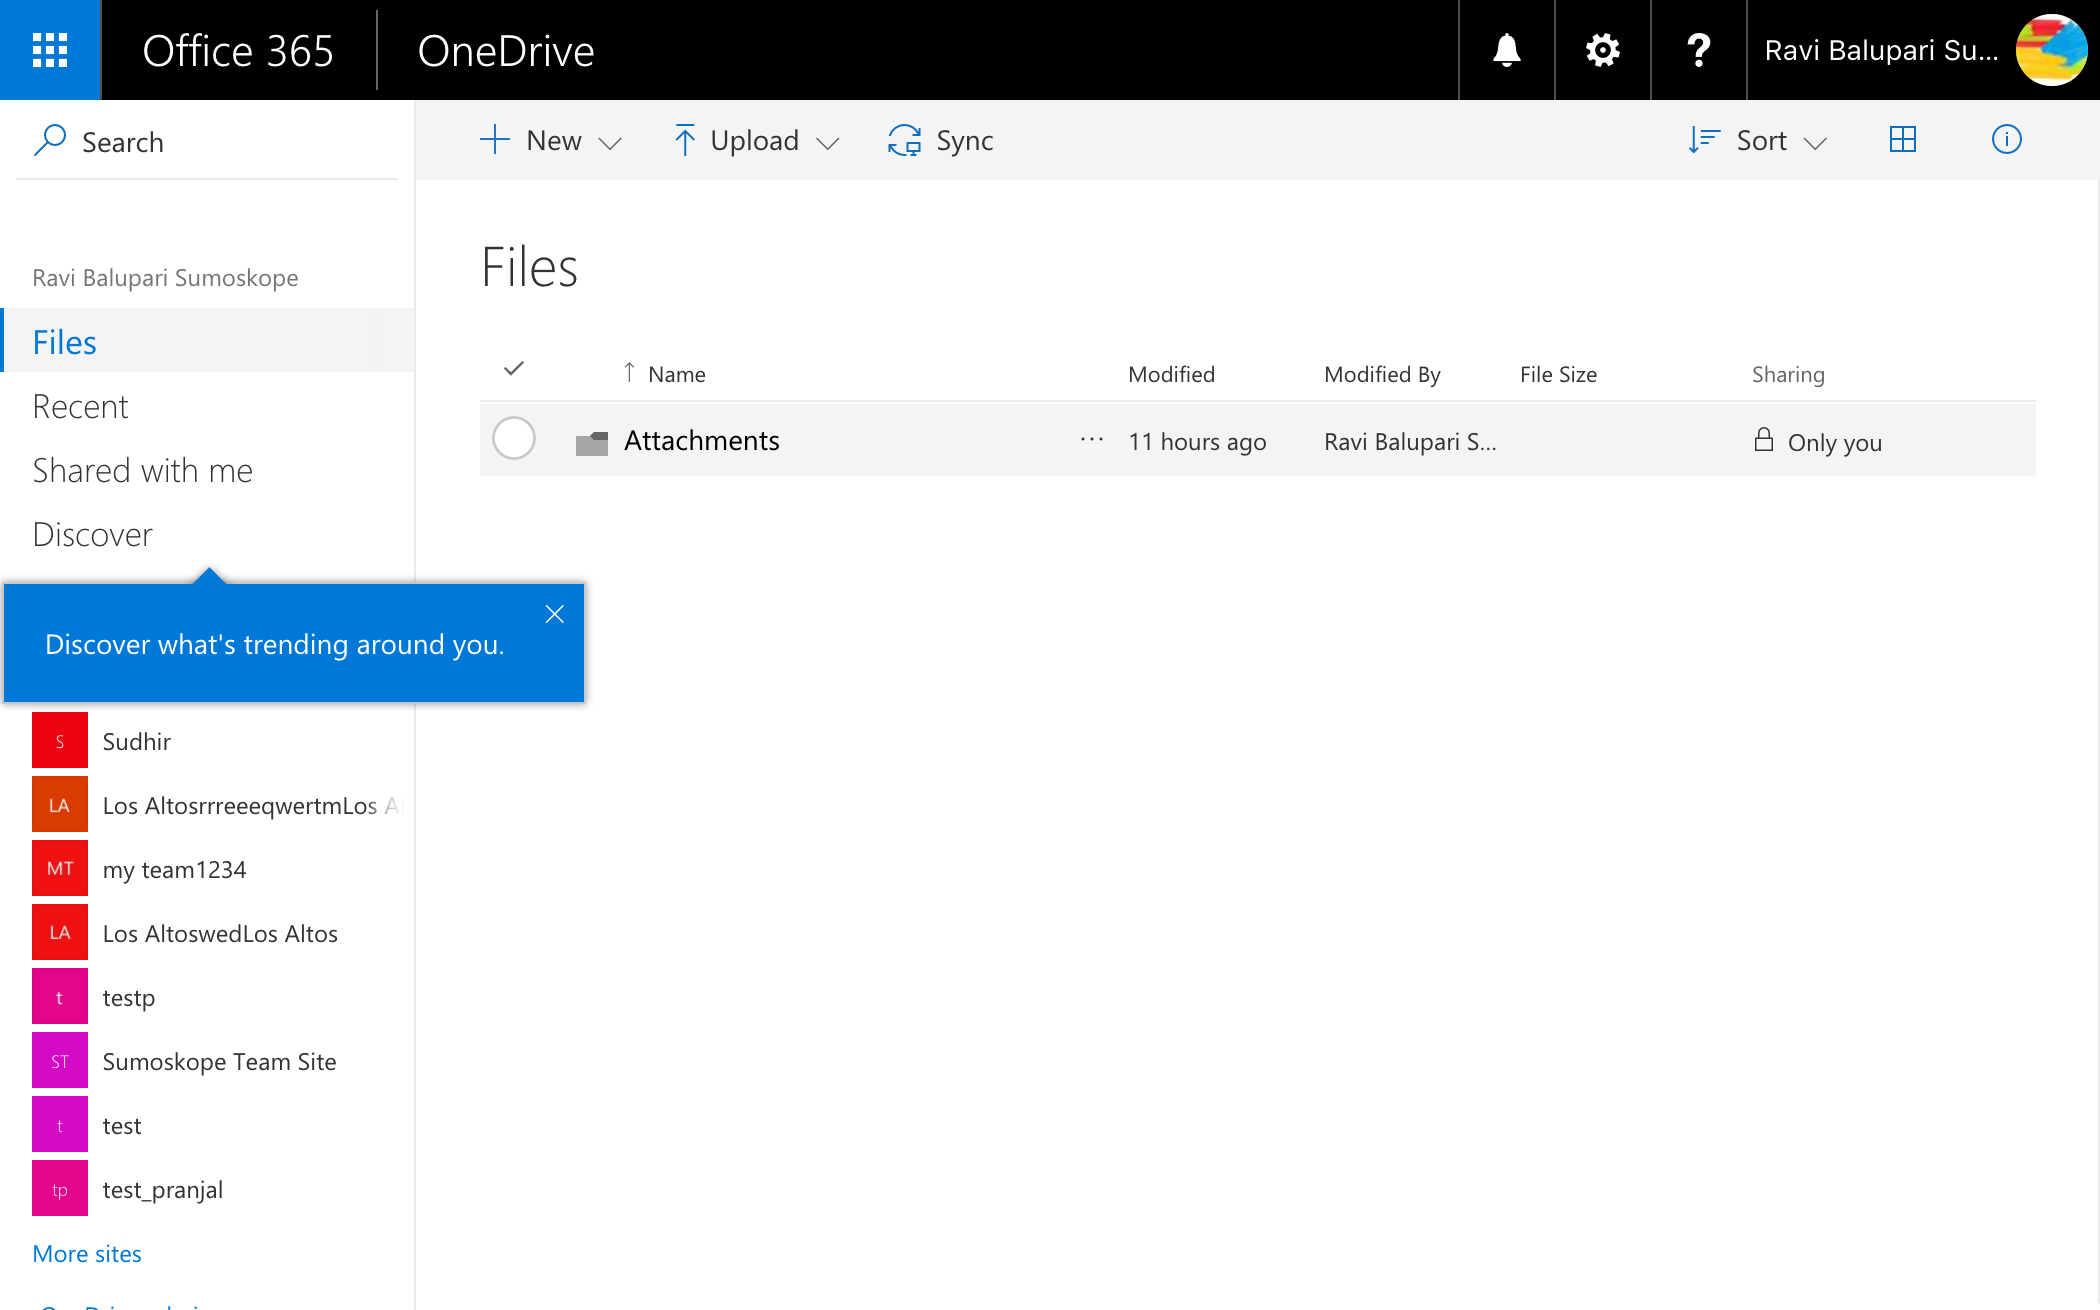 Office 365
OneDrive
Ravi Balupari Su...
Search
New
Upload
Sync
Sort
Ravi Balupari Sumoskope
Files
Recent
Shared with me
Discover
Discover what's trending around you.
S Sudhir
LA Los AltosrrreeeqwertmLos A
MT my team1234
LA Los AltoswedLos Altos
t testp
ST Sumoskope Team Site
t test
tp test_pranjal
More sites
Files
Name Modified Modified By File Size Sharing
Attachments ... 11 hours ago Ravi Balupari S... Only you